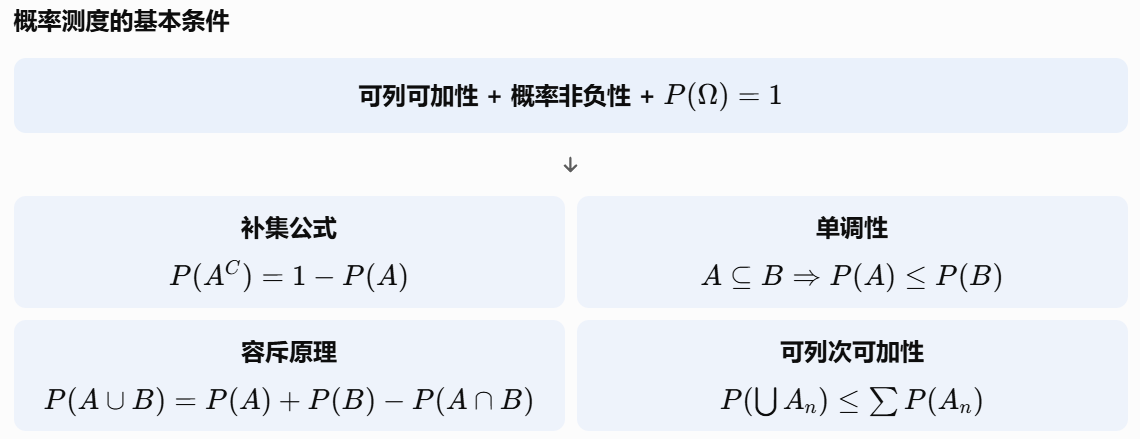 概率测度的基本条件
可列可加性 + 概率非负性 + P(Ω) = 1
↓
补集公式
P(A^C) = 1 − P(A)
单调性
A ⊆ B ⇒ P(A) ≤ P(B)
容斥原理
P(A ∪ B) = P(A) + P(B) − P(A ∩ B)
可列次可加性
P(⋃ Aₙ) ≤ ∑ P(Aₙ)